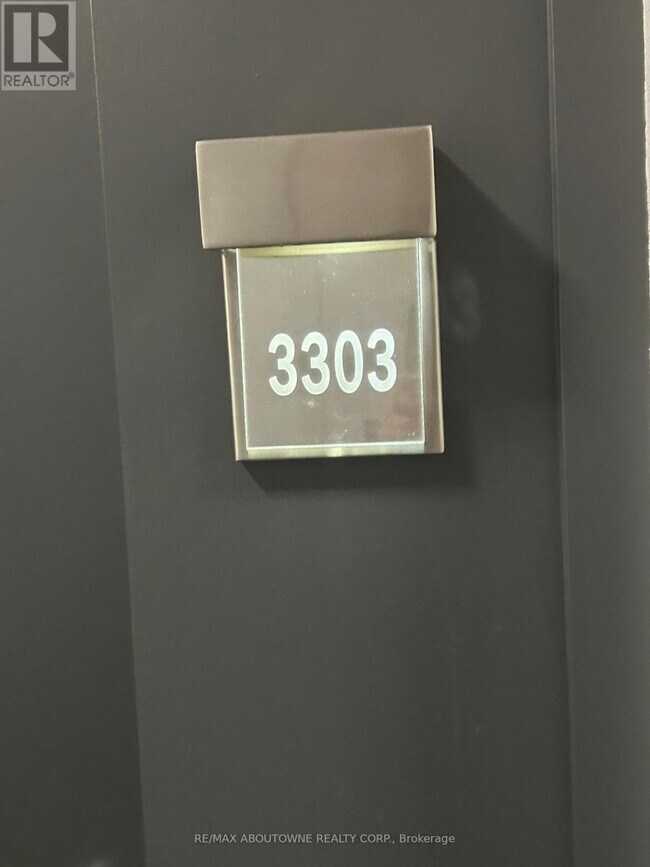 R
REALTOR®
3303
RE/MAX ABOUTOWNE REALTY CORP., Brokerage